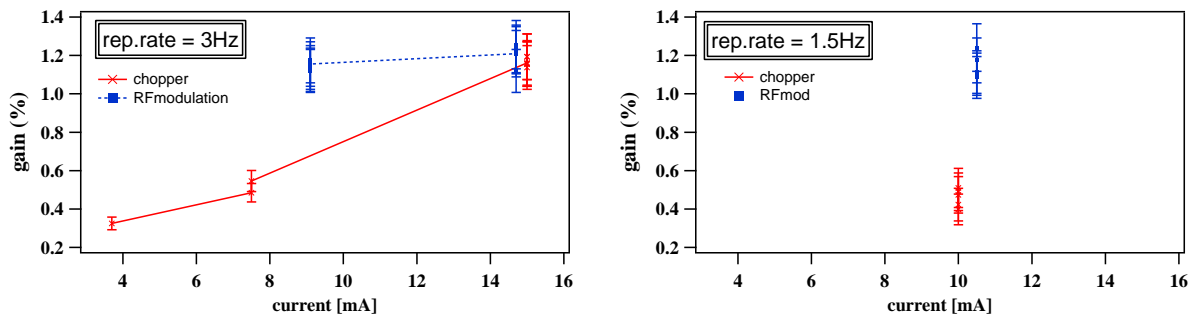 rep.rate = 3Hz
chopper
RFmodulation
gain (%)
1.4
1.2
1.0
0.8
0.6
0.4
0.2
4
6
8
10
12
14
16
current [mA]
rep.rate = 1.5Hz
chopper
RFmod
gain (%)
1.4
1.2
1.0
0.8
0.6
0.4
0.2
4
6
8
10
12
14
16
current [mA]